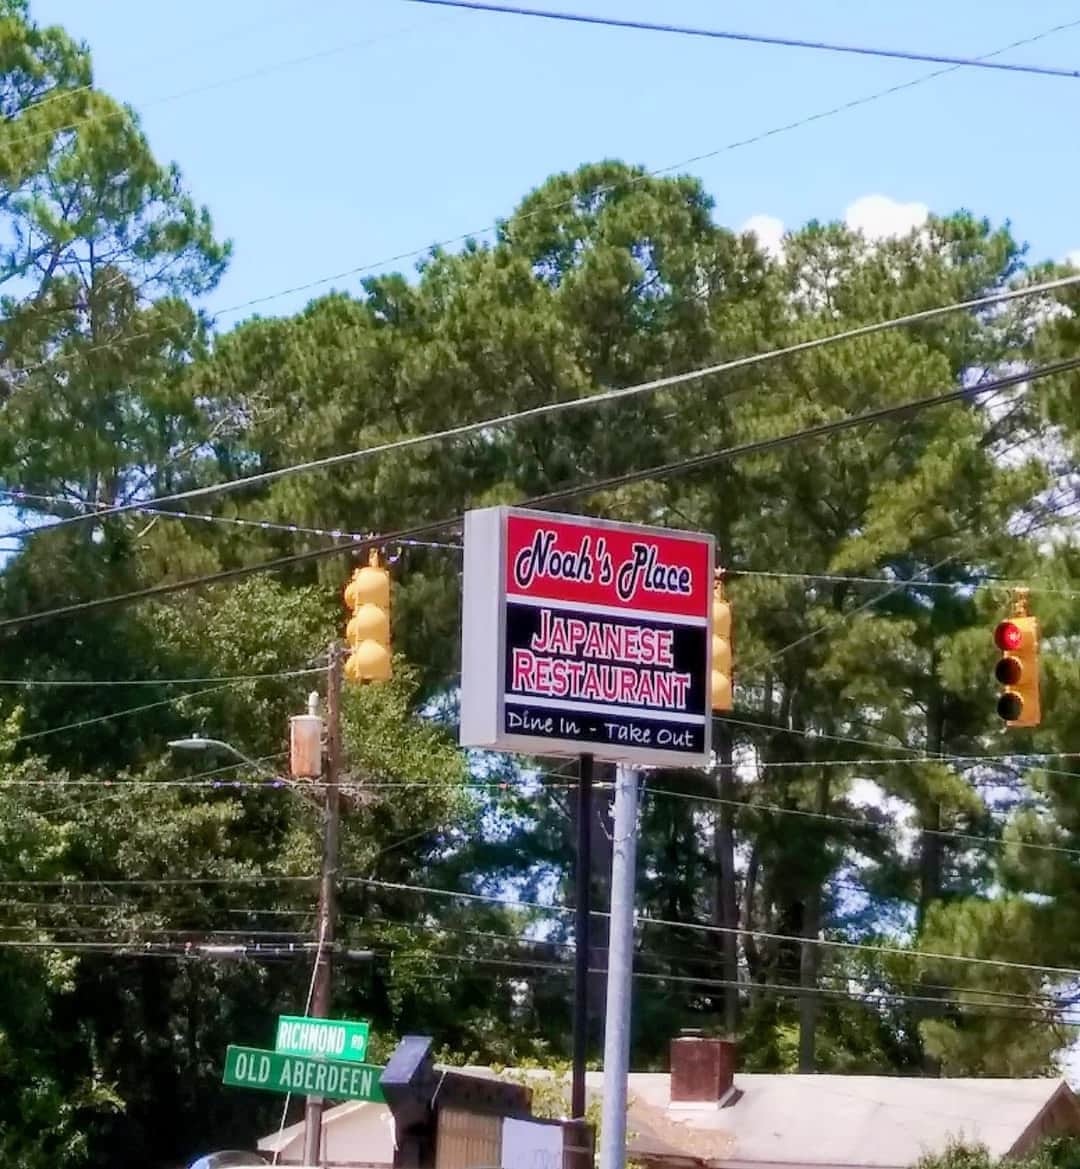 Noah's Place
JAPANESE
RESTAURANT
Dine In - Take Out
RICHMOND RD
OLD ABERDEEN